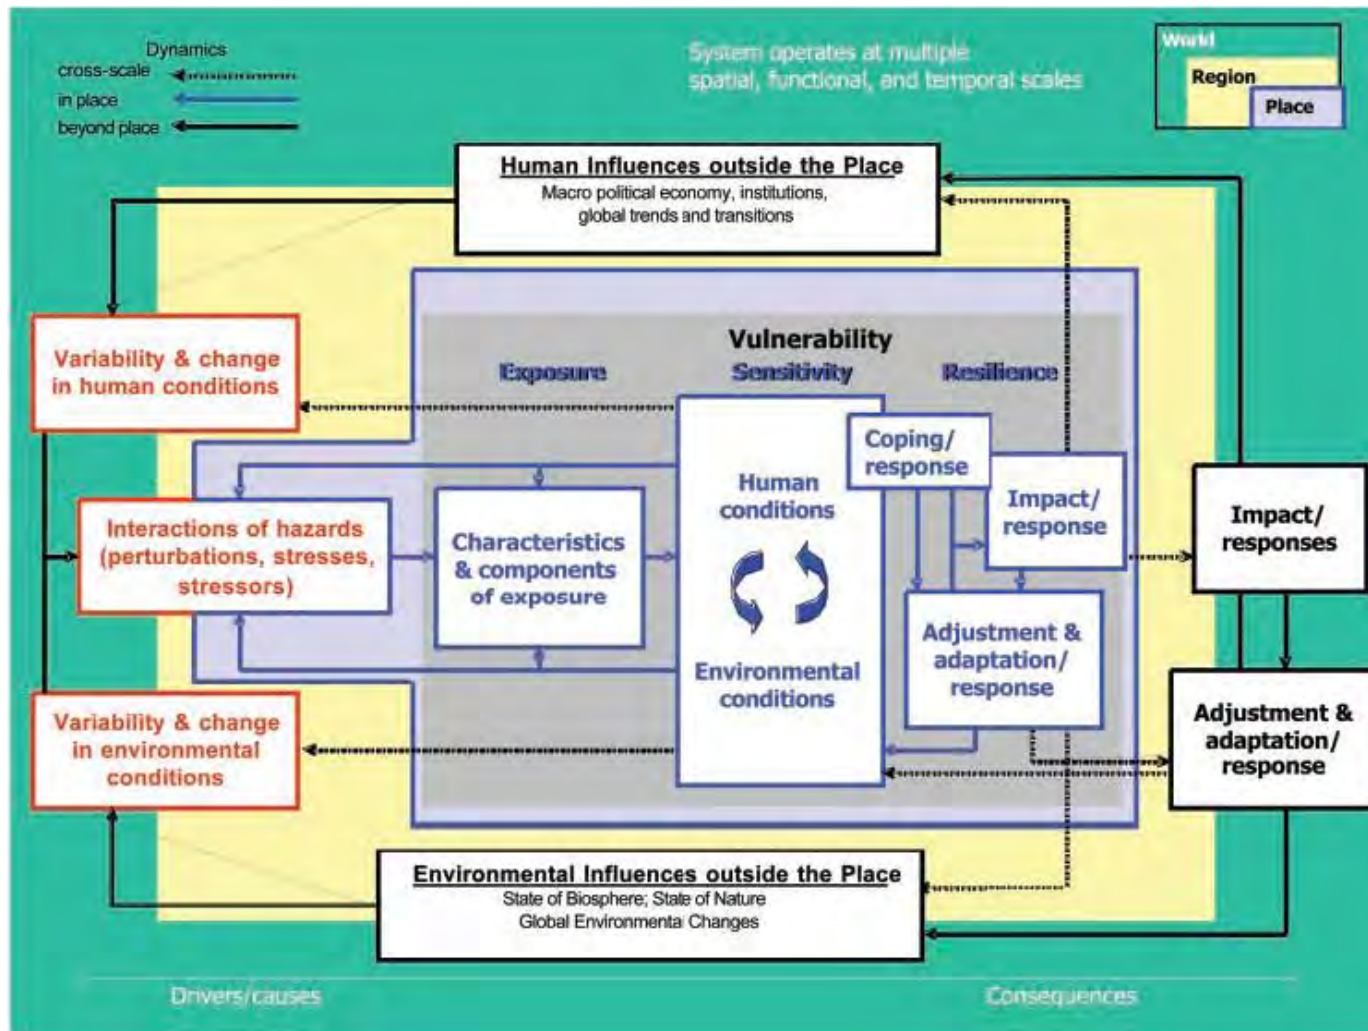 Dynamics
cross-scale
in place
beyond place
System operates at multiple
spatial, functional, and temporal scales
World
Region
Place
Human Influences outside the Place
Macro political economy, institutions,
global trends and transitions
Variability & change
in human conditions
Vulnerability
Exposure
Sensitivity
Resilience
Coping/
response
Human
conditions
Impact/
response
Impact/
responses
Interactions of hazards
(perturbations, stresses,
stressors)
Characteristics
& components
of exposure
Environmental
conditions
Adjustment &
adaptation/
response
Variability & change
in environmental
conditions
Adjustment &
adaptation/
response
Environmental Influences outside the Place
State of Biosphere; State of Nature
Global Environmental Changes
Drivers/causes
Consequences